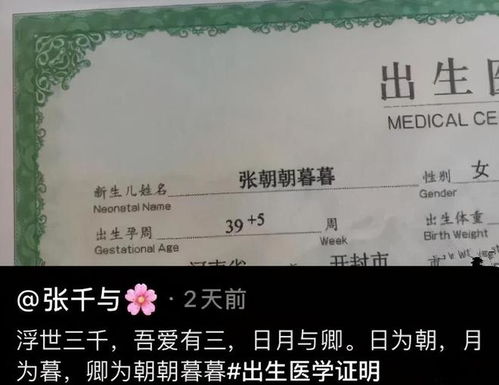 出生医
MEDICAL CE
新生儿姓名 张朝朝暮暮 性别 女
Neonatal Name Gender
出生孕周 39+5 周 出生体重
Gestational Age Week Birth Weight
河南省 开封市
@张千与🌸 · 2天前
浮世三千，吾爱有三，日月与卿。日为朝，月
为暮，卿为朝朝暮暮#出生医学证明